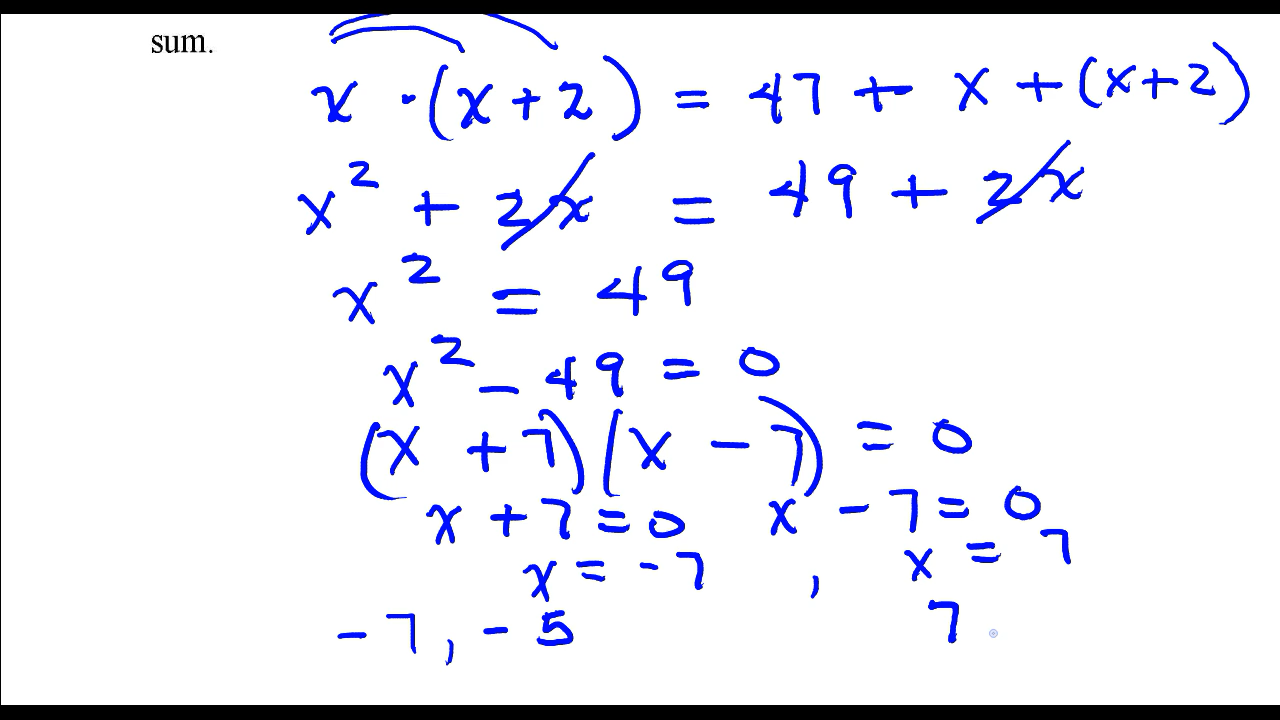 sum.
x · (x + 2) = 47 + x + (x + 2)
x² + 2x = 49 + 2x
x² = 49
x² - 49 = 0
(x + 7)(x - 7) = 0
x + 7 = 0 x - 7 = 0
x = -7 , x = 7
-7, -5 7